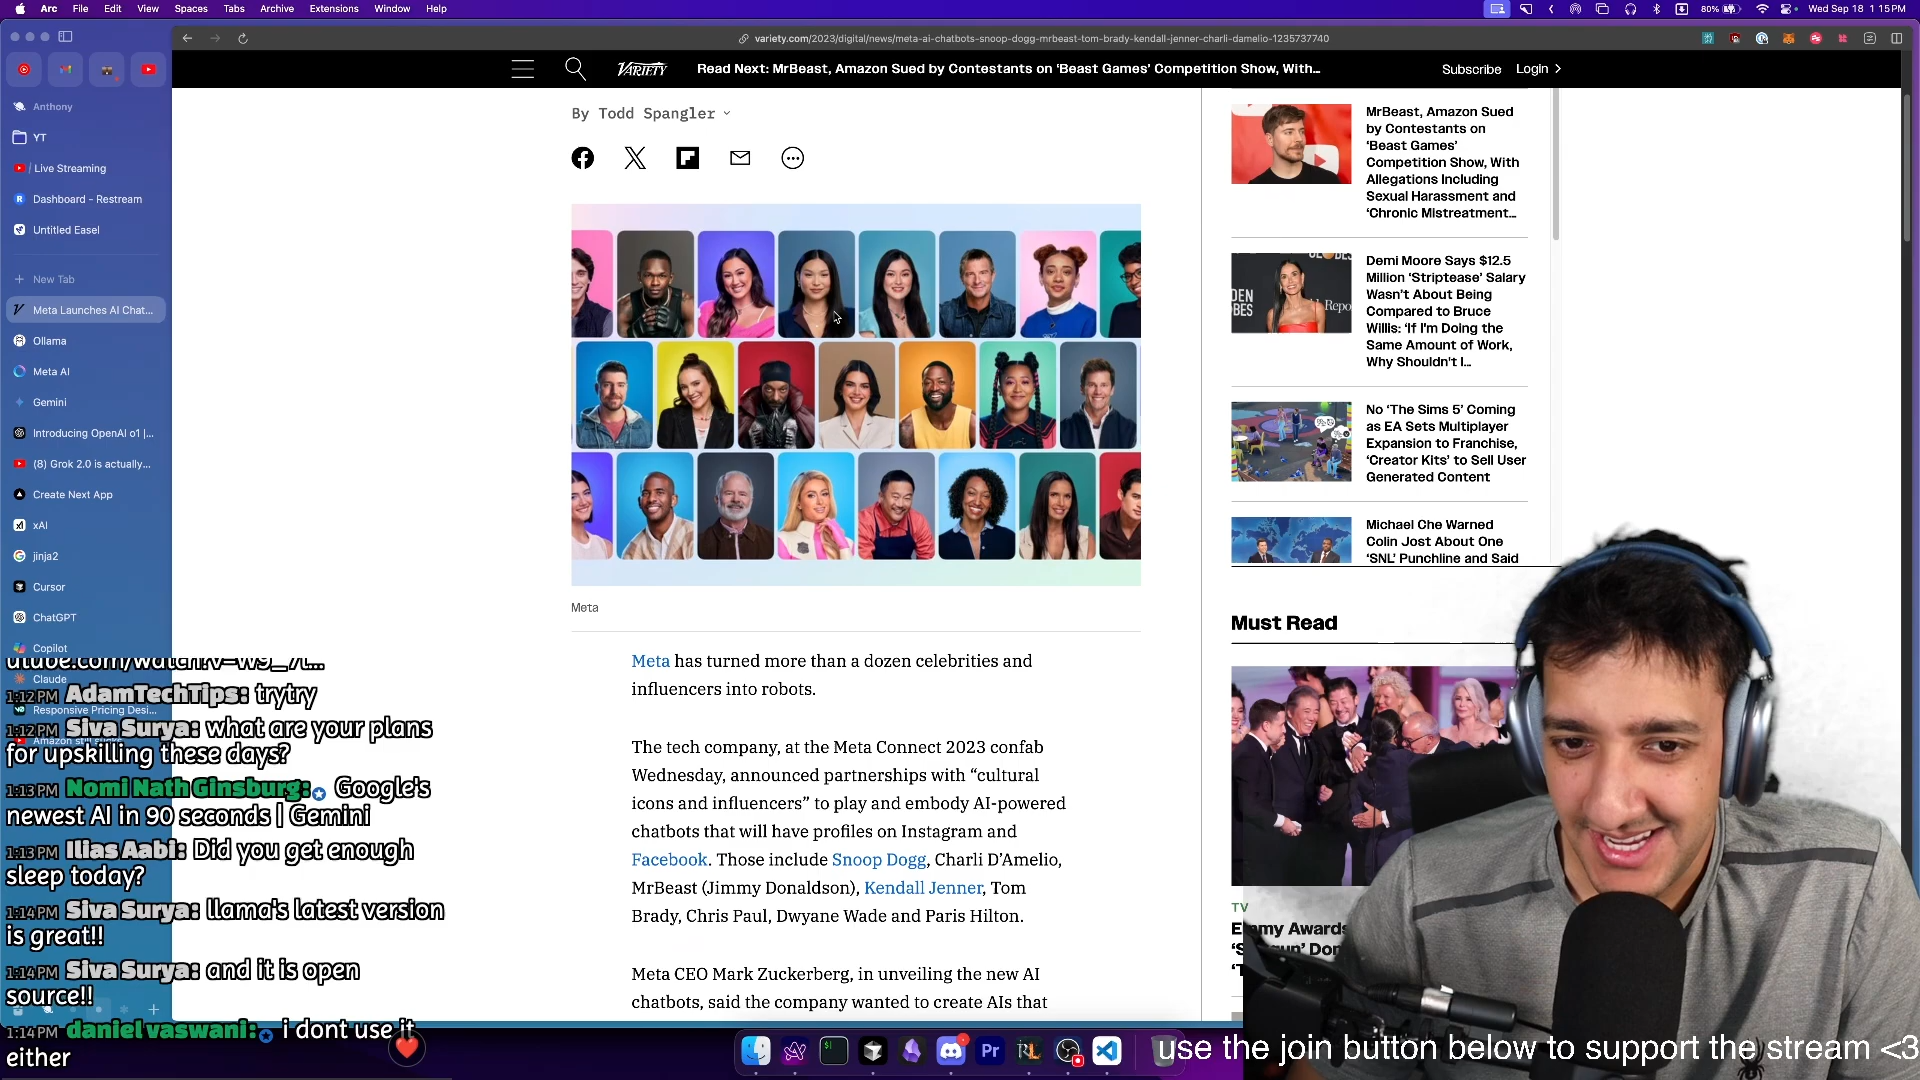 Arc File Edit View Spaces Tabs Archive Extensions Window Help
80% Wed Sep 18 1:15 PM
variety.com/2023/digital/news/meta-ai-chatbots-snoop-dogg-mrbeast-tom-brady-kendall-jenner-charli-damelio-1235737740
VARIETY Read Next: MrBeast, Amazon Sued by Contestants on ‘Beast Games’ Competition Show, With... Subscribe Login
Anthony
YT
/ Live Streaming
Dashboard – Restream
Untitled Easel
New Tab
Meta Launches AI Chat...
Ollama
Meta AI
Gemini
Introducing OpenAI o1 |...
(8) Grok 2.0 is actually...
Create Next App
xAI
jinja2
Cursor
ChatGPT
Copilot
Claude
Responsive Pricing Desi...
1:12 PM AdamTechTips: trytry
1:12 PM Siva Surya: what are your plans
for upskilling these days?
1:13 PM Nomi Nath Ginsburg: Google's
newest AI in 90 seconds | Gemini
1:13 PM Ilias Aabi: Did you get enough
sleep today?
1:14 PM Siva Surya: llama's latest version
is great!!
1:14 PM Siva Surya: and it is open
source!!
1:14 PM daniel vaswani: i dont use it
either
By Todd Spangler
Meta
Meta has turned more than a dozen celebrities and
influencers into robots.
The tech company, at the Meta Connect 2023 confab
Wednesday, announced partnerships with “cultural
icons and influencers” to play and embody AI-powered
chatbots that will have profiles on Instagram and
Facebook. Those include Snoop Dogg, Charli D’Amelio,
MrBeast (Jimmy Donaldson), Kendall Jenner, Tom
Brady, Chris Paul, Dwyane Wade and Paris Hilton.
Meta CEO Mark Zuckerberg, in unveiling the new AI
chatbots, said the company wanted to create AIs that
MrBeast, Amazon Sued
by Contestants on
‘Beast Games’
Competition Show, With
Allegations Including
Sexual Harassment and
‘Chronic Mistreatment...
Demi Moore Says $12.5
Million ‘Striptease’ Salary
Wasn’t About Being
Compared to Bruce
Willis: ‘If I’m Doing the
Same Amount of Work,
Why Shouldn’t I...
No ‘The Sims 5’ Coming
as EA Sets Multiplayer
Expansion to Franchise,
‘Creator Kits’ to Sell User
Generated Content
Michael Che Warned
Colin Jost About One
‘SNL’ Punchline and Said
Must Read
TV
Emmy Awards
use the join button below to support the stream <3